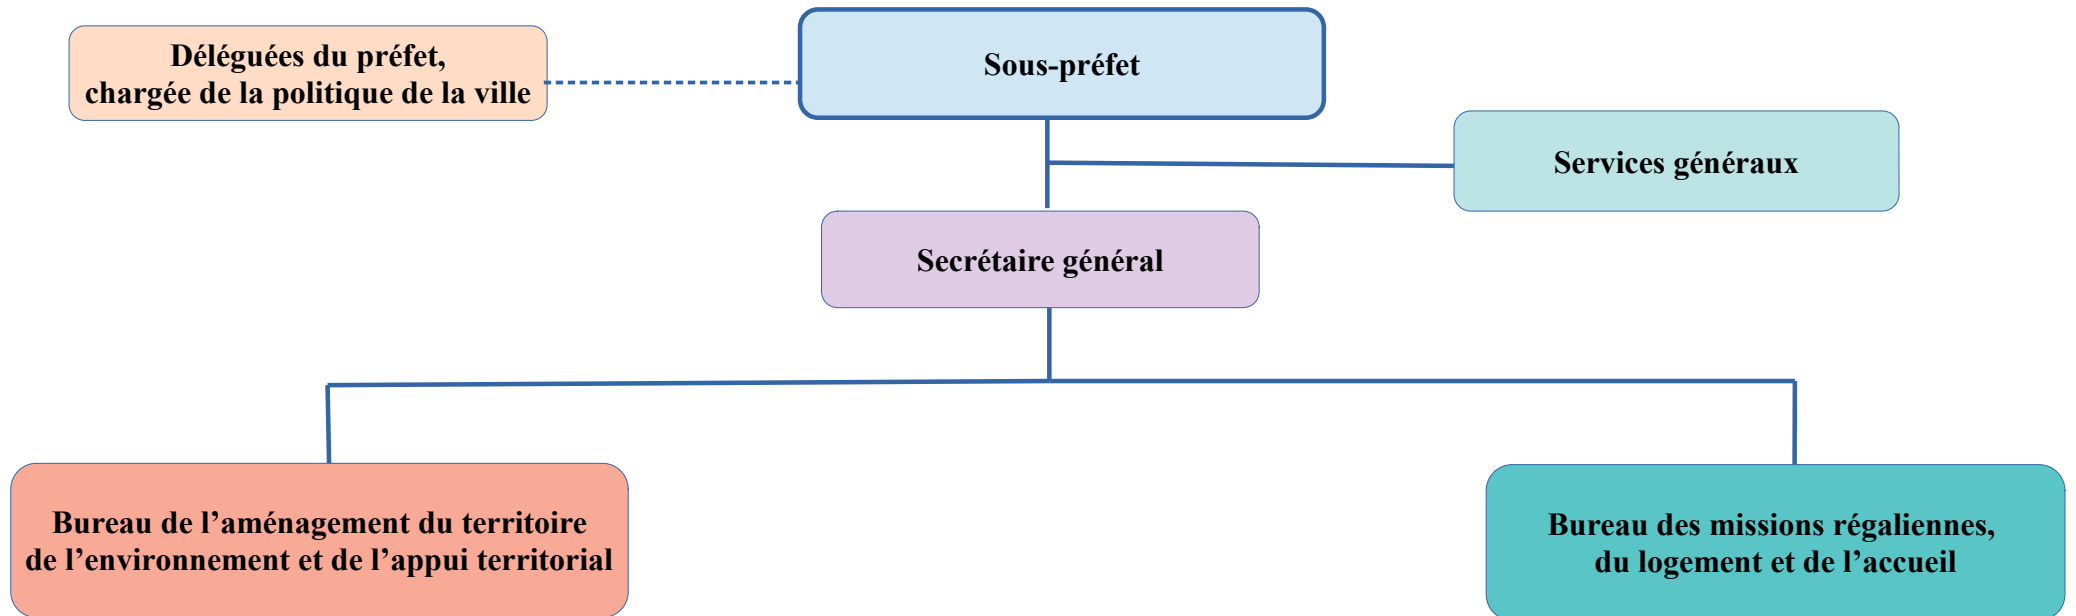 Déléguées du préfet,
chargée de la politique de la ville
Sous-préfet
Services généraux
Secrétaire général
Bureau de l’aménagement du territoire
de l’environnement et de l’appui territorial
Bureau des missions régaliennes,
du logement et de l’accueil